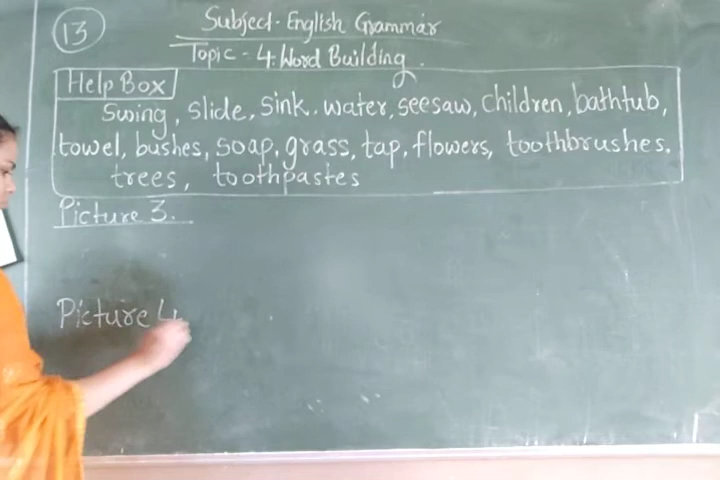 13
Subject- English Grammar
Topic - 4. Word Building.
Help Box
Swing, slide, sink, water, seesaw, children, bathtub,
towel, bushes, soap, grass, tap, flowers, toothbrushes.
trees, toothpastes
Picture 3.
Picture 4